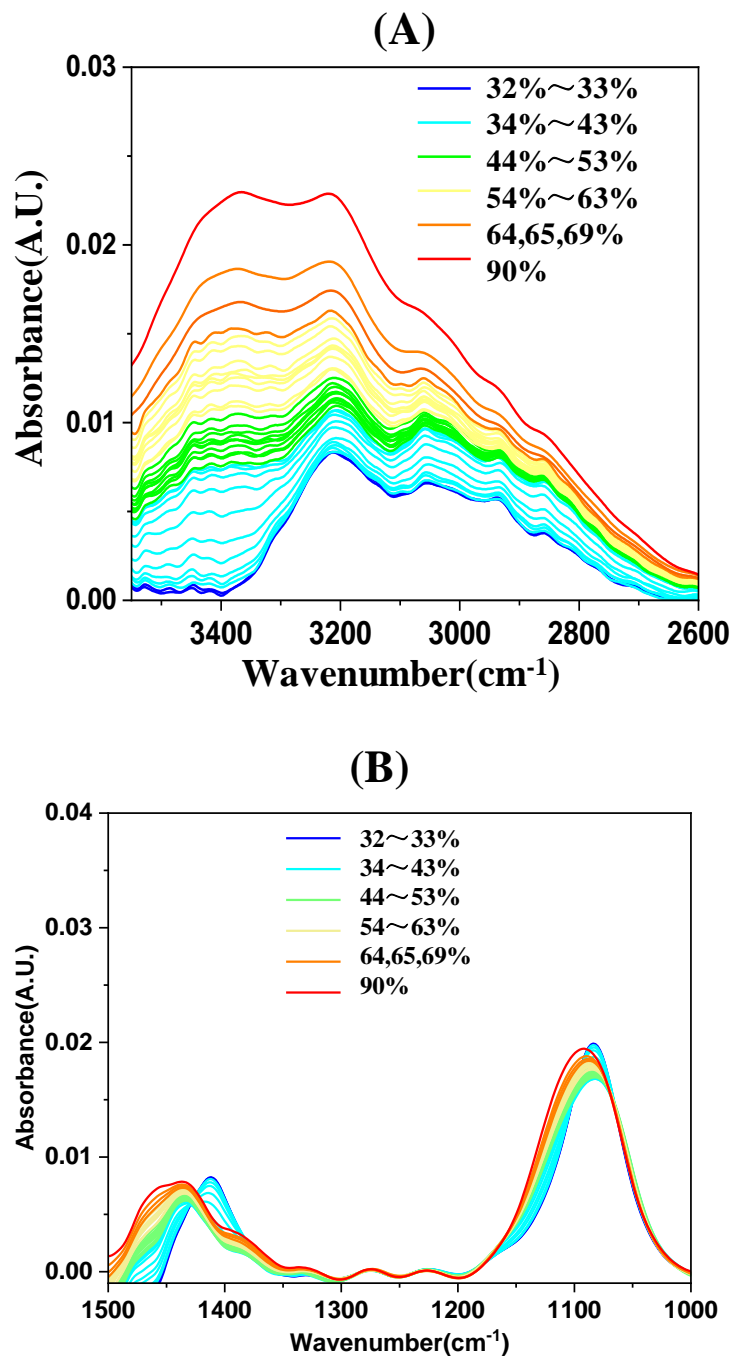 (A)
0.03
0.02
0.01
0.00
Absorbance(A.U.)
32%～33%
34%～43%
44%～53%
54%～63%
64,65,69%
90%
3400 3200 3000 2800 2600
Wavenumber(cm-1)
(B)
0.04
0.03
0.02
0.01
0.00
Absorbance(A.U.)
32～33%
34～43%
44～53%
54～63%
64,65,69%
90%
1500 1400 1300 1200 1100 1000
Wavenumber(cm-1)